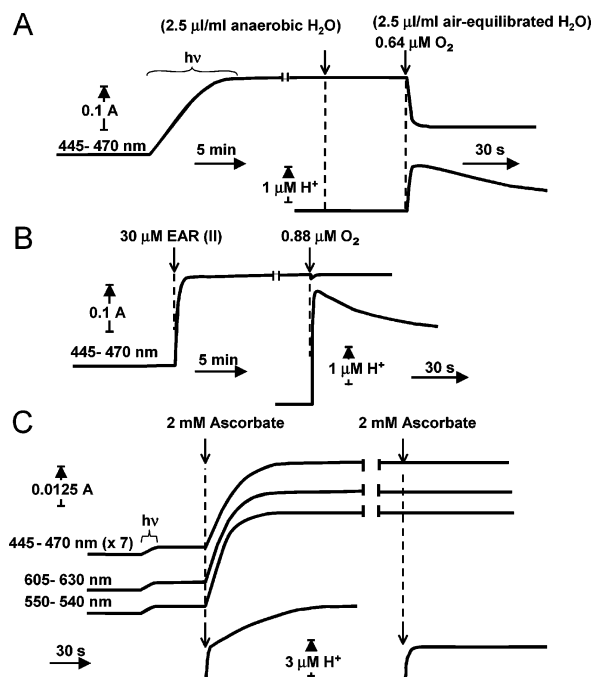 A
(2.5 µl/ml anaerobic H₂O)
(2.5 µl/ml air-equilibrated H₂O)
0.64 µM O₂
hν
0.1 A
445- 470 nm
5 min
30 s
1 µM H⁺
B
30 µM EAR (II)
0.88 µM O₂
0.1 A
445- 470 nm
5 min
1 µM H⁺
30 s
C
2 mM Ascorbate
2 mM Ascorbate
0.0125 A
hν
445- 470 nm (x 7)
605- 630 nm
550- 540 nm
30 s
3 µM H⁺